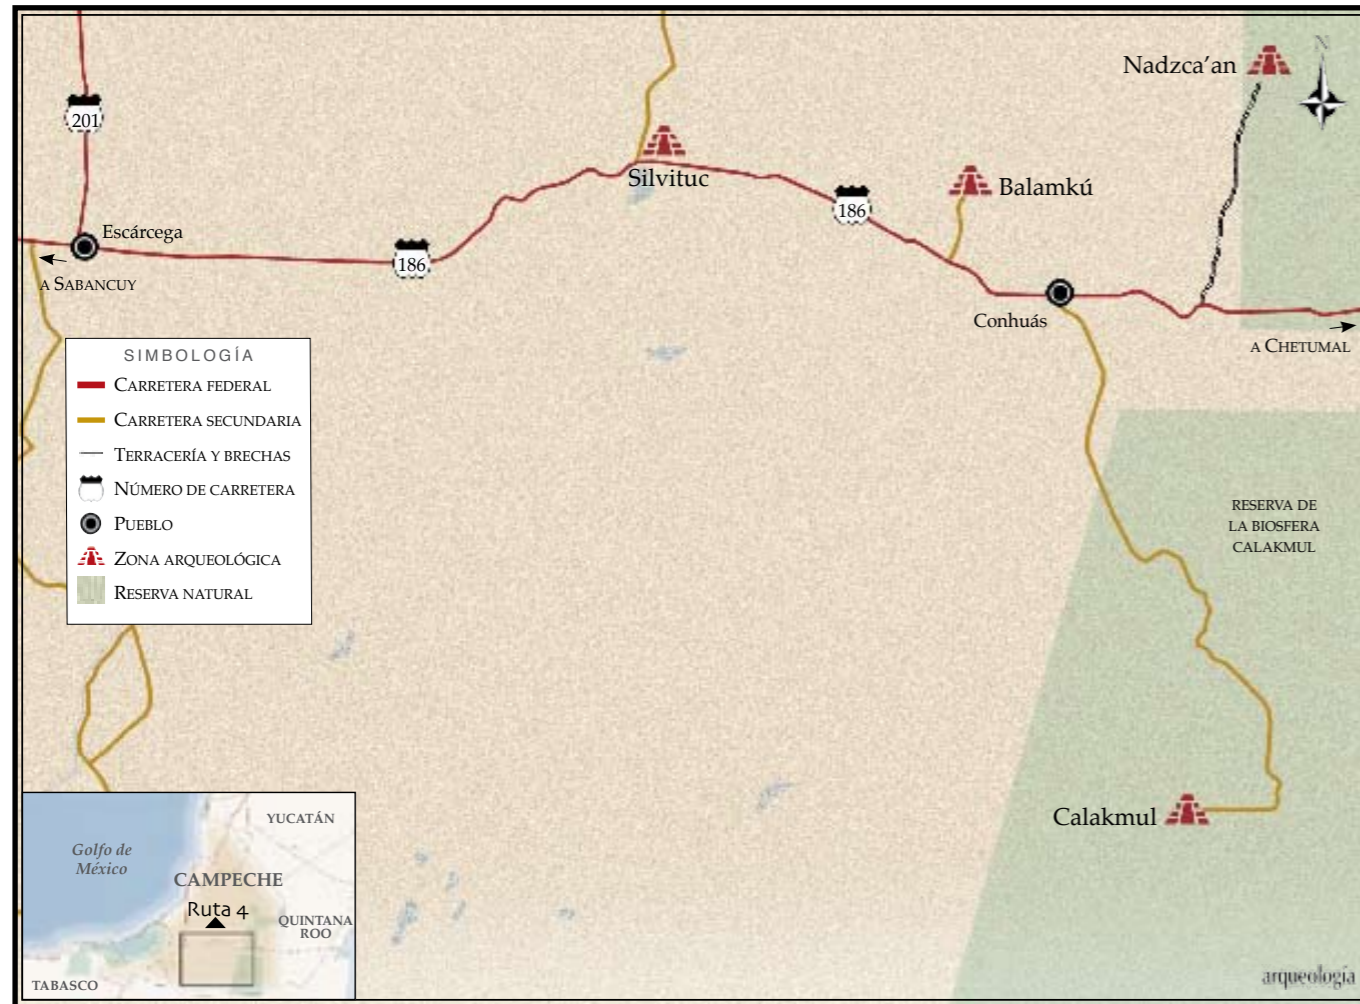 Nadzca'an
N
201
Silvituc
Balamkú
186
Escárcega
186
A SABANCUY
Conhuás
A CHETUMAL
SIMBOLOGÍA
CARRETERA FEDERAL
CARRETERA SECUNDARIA
TERRACERÍA Y BRECHAS
NÚMERO DE CARRETERA
PUEBLO
ZONA ARQUEOLÓGICA
RESERVA NATURAL
RESERVA DE
LA BIOSFERA
CALAKMUL
Calakmul
YUCATÁN
Golfo de
México
CAMPECHE
Ruta 4
QUINTANA
ROO
TABASCO
arqueología